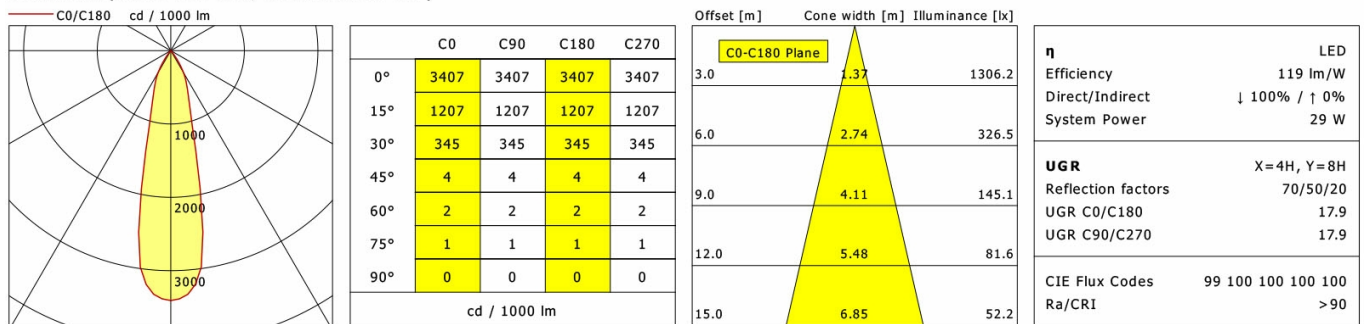 C0/C180 cd / 1000 lm
1000
2000
3000
C0 C90 C180 C270
0° 3407 3407 3407 3407
15° 1207 1207 1207 1207
30° 345 345 345 345
45° 4 4 4 4
60° 2 2 2 2
75° 1 1 1 1
90° 0 0 0 0
cd / 1000 lm
Offset [m] Cone width [m] Illuminance [lx]
C0-C180 Plane
3.0 1.37 1306.2
6.0 2.74 326.5
9.0 4.11 145.1
12.0 5.48 81.6
15.0 6.85 52.2
η LED
Efficiency 119 lm/W
Direct/Indirect ↓ 100% / ↑ 0%
System Power 29 W
UGR X=4H, Y=8H
Reflection factors 70/50/20
UGR C0/C180 17.9
UGR C90/C270 17.9
CIE Flux Codes 99 100 100 100 100
Ra/CRI >90